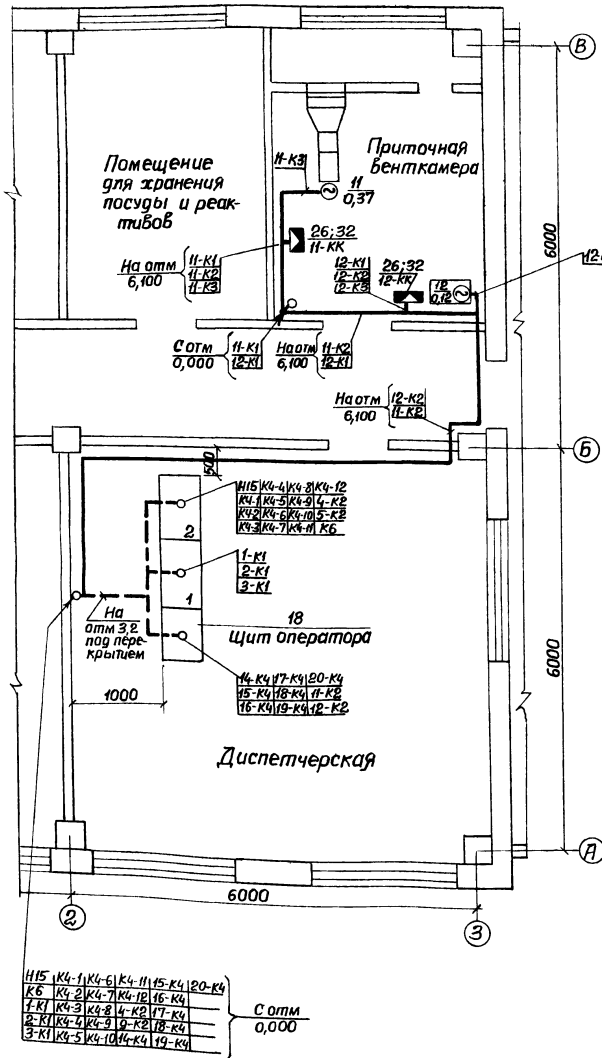 В
Помещение
для хранения
посуды и реак-
тивов
Приточная
венткамера
11-К3
11
0,37
26;32
11-КК
На отм
6,100
11-К1
11-К2
11-К3
12-К1
12-К2
12-К3
26;32
12-КК
12
0,12
6000
С отм
0,000
11-К1
12-К1
На отм
6,100
11-К2
12-К1
На отм
6,100
12-К2
11-К2
Б
500
Н15 К4-4 К4-8 К4-12
К4-1 К4-5 К4-9 4-К2
К4-2 К4-6 К4-10 5-К2
К4-3 К4-7 К4-11 К6
2
1-К1
2-К1
3-К1
1
18
Щит оператора
На
отм 3,2
под пере-
крытием
14-К4 17-К4 20-К4
15-К4 18-К4 11-К2
16-К4 19-К4 12-К2
1000
6000
Диспетчерская
А
6000
2
3
Н15 К4-1 К4-6 К4-11 15-К4 20-К4
К6 К4-2 К4-7 К4-12 16-К4
1-К1 К4-3 К4-8 4-К2 17-К4
2-К1 К4-4 К4-9 9-К2 18-К4
3-К1 К4-5 К4-10 14-К4 19-К4
С отм
0,000